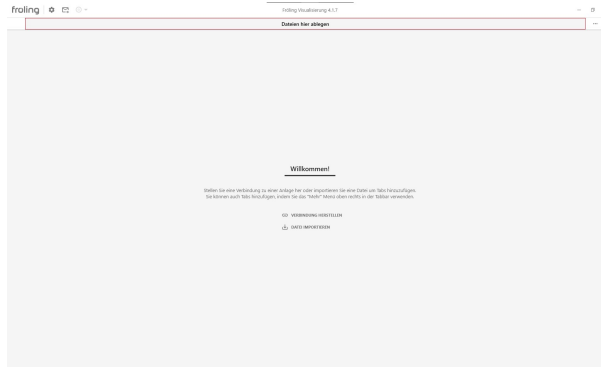 froling
Fröling Visualisierung 4.1.7
Dateien hier ablegen
Willkommen!
Stellen Sie eine Verbindung zu einer Anlage her oder importieren Sie eine Datei um Tabs hinzuzufügen.
Sie können auch Tabs hinzufügen, indem Sie das "Mehr" Menü oben rechts in der Tabbar verwenden.
VERBINDUNG HERSTELLEN
DATEI IMPORTIEREN